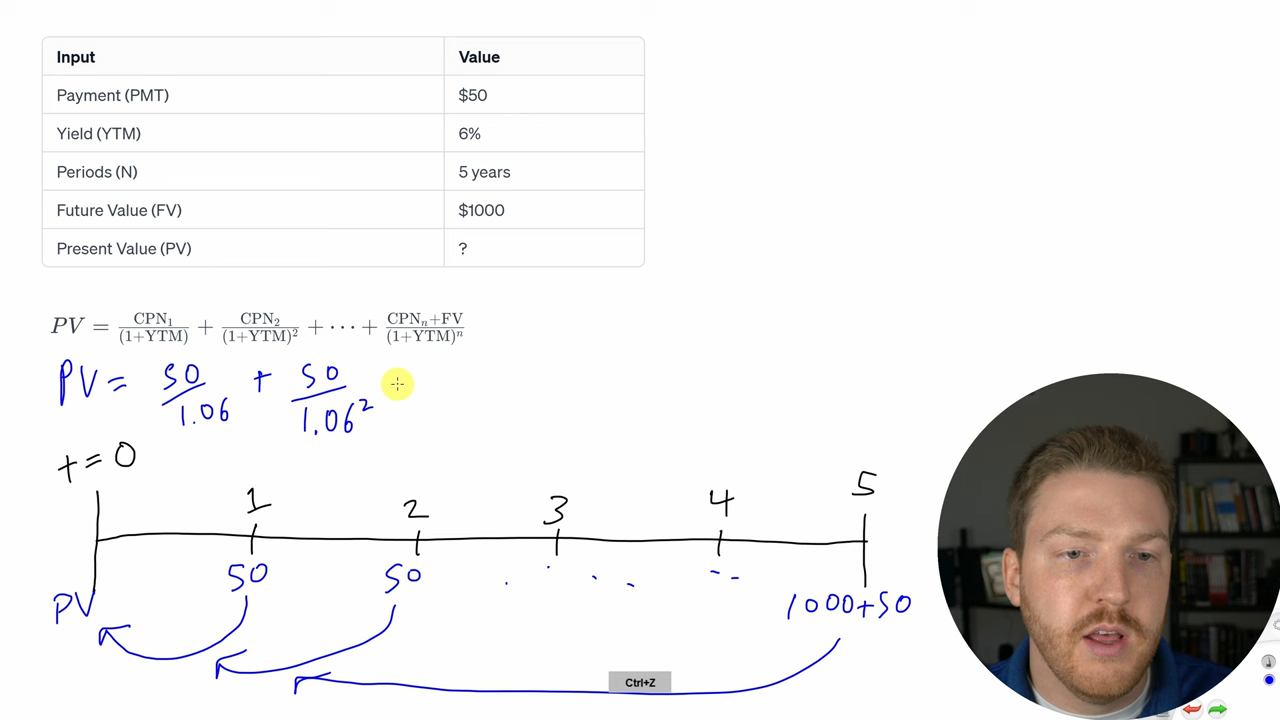 Input Value
Payment (PMT) $50
Yield (YTM) 6%
Periods (N) 5 years
Future Value (FV) $1000
Present Value (PV) ?
PV = CPN₁/(1+YTM) + CPN₂/(1+YTM)² + ··· + CPNₙ+FV/(1+YTM)ⁿ
PV = 50/1.06 + 50/1.06²
t = 0
1 2 3 4 5
50 50 . . . . - -
PV 1000+50
Ctrl+Z